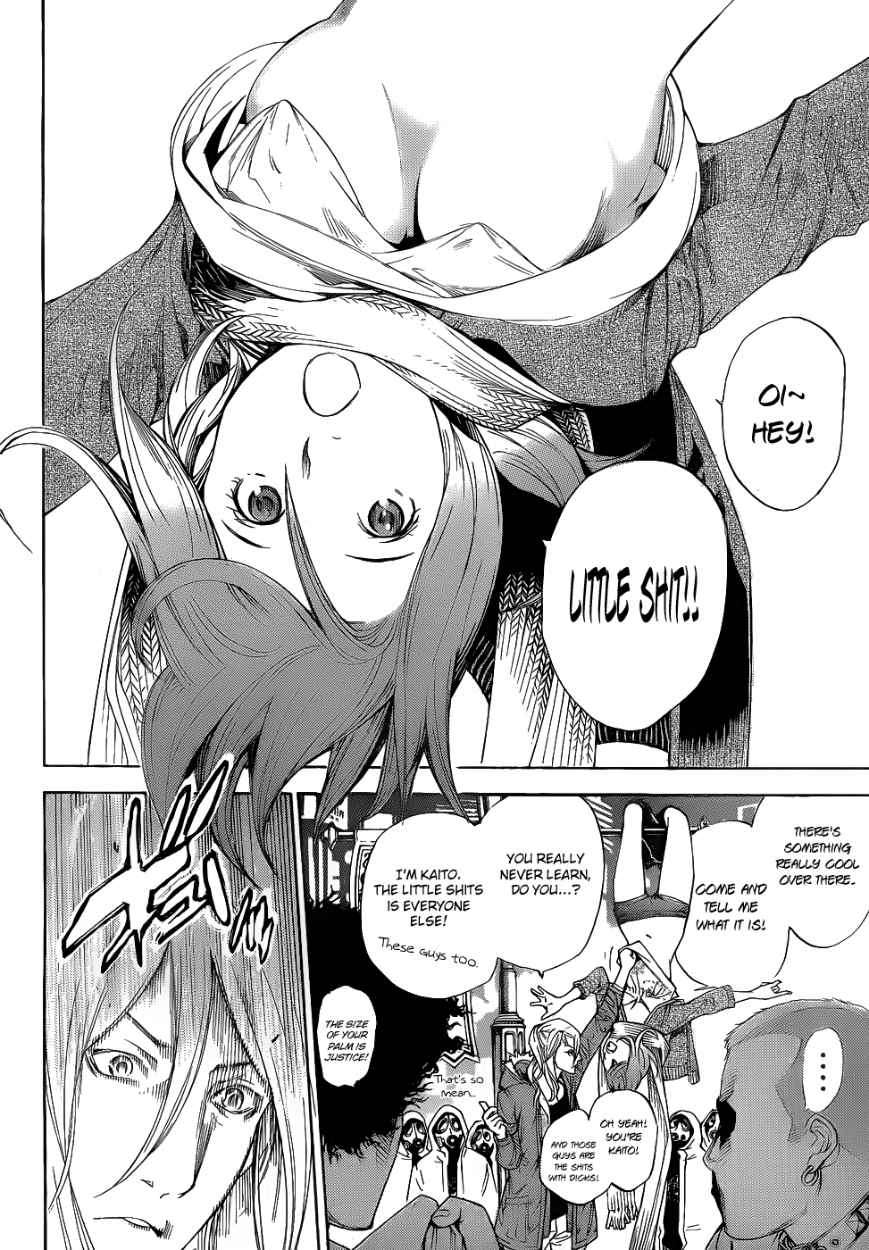 OI~
HEY!
LITTLE SHIT!!
THERE'S
SOMETHING
REALLY COOL
OVER THERE.
COME AND
TELL ME
WHAT IT IS!
YOU REALLY
NEVER LEARN,
DO YOU...?
I'M KAITO.
THE LITTLE SHITS
IS EVERYONE
ELSE!
These guys too.
....
OH YEAH!
YOU'RE
KAITO!
AND THOSE
GUYS ARE
THE SHITS
WITH DICKS!
That's so
mean..
THE SIZE
OF YOUR
PALM IS
JUSTICE!